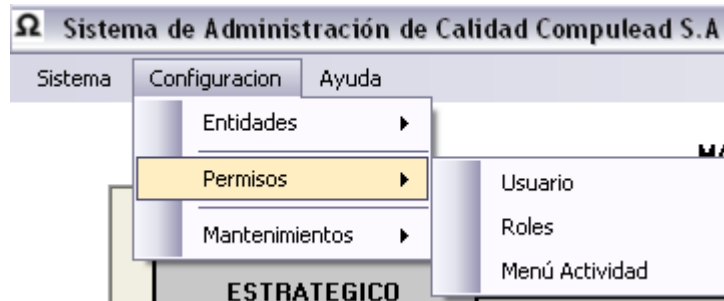 Ω Sistema de Administración de Calidad Compulead S.A
Sistema Configuracion Ayuda
Entidades
Permisos
Usuario
Roles
Mantenimientos
Menú Actividad
ESTRATEGICO